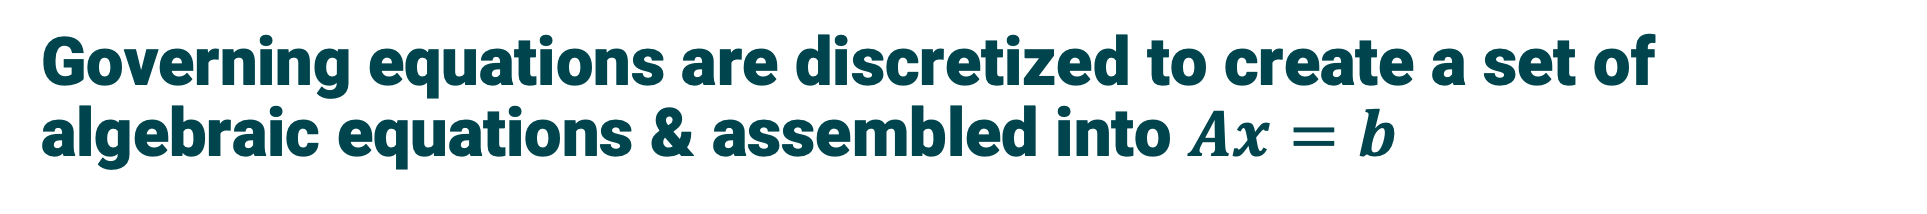 Governing equations are discretized to create a set of
algebraic equations & assembled into Ax = b